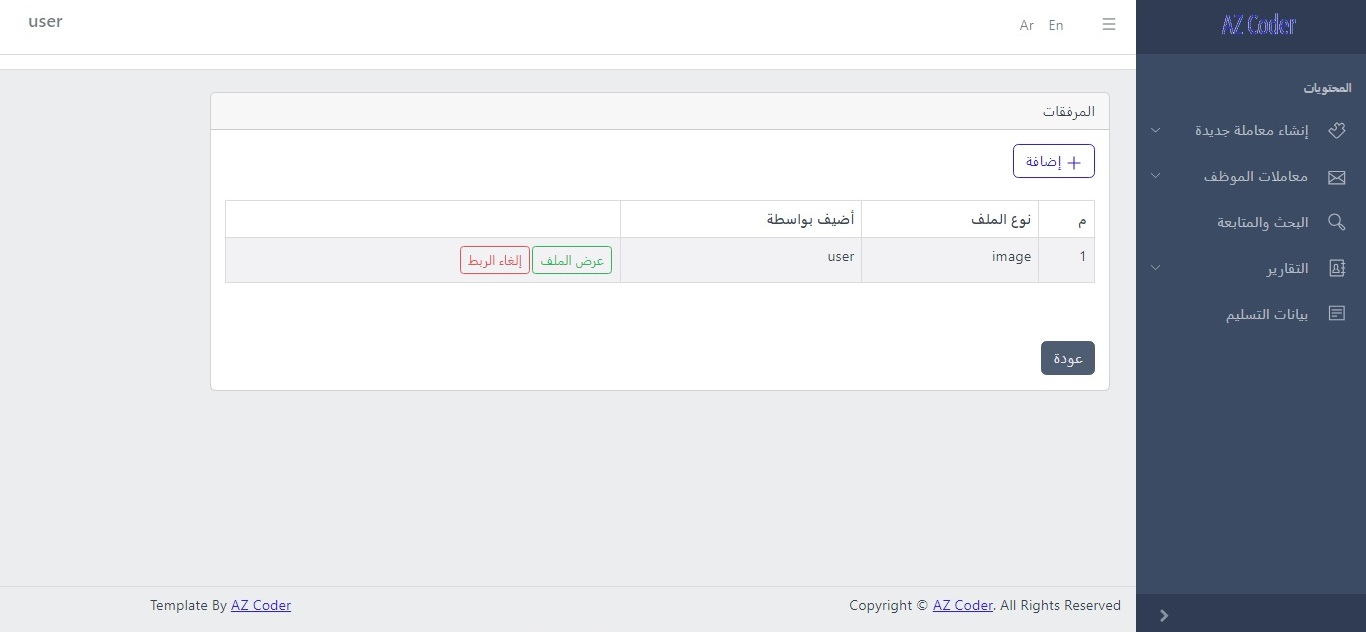 user
Ar En
AZ Coder
المحتويات
إنشاء معاملة جديدة
معاملات الموظف
البحث والمتابعة
التقارير
بيانات التسليم
المرفقات
إضافة
م نوع الملف أضيف بواسطة
1 image user عرض الملف إلغاء الربط
عودة
Copyright © AZ Coder. All Rights Reserved
Template By AZ Coder